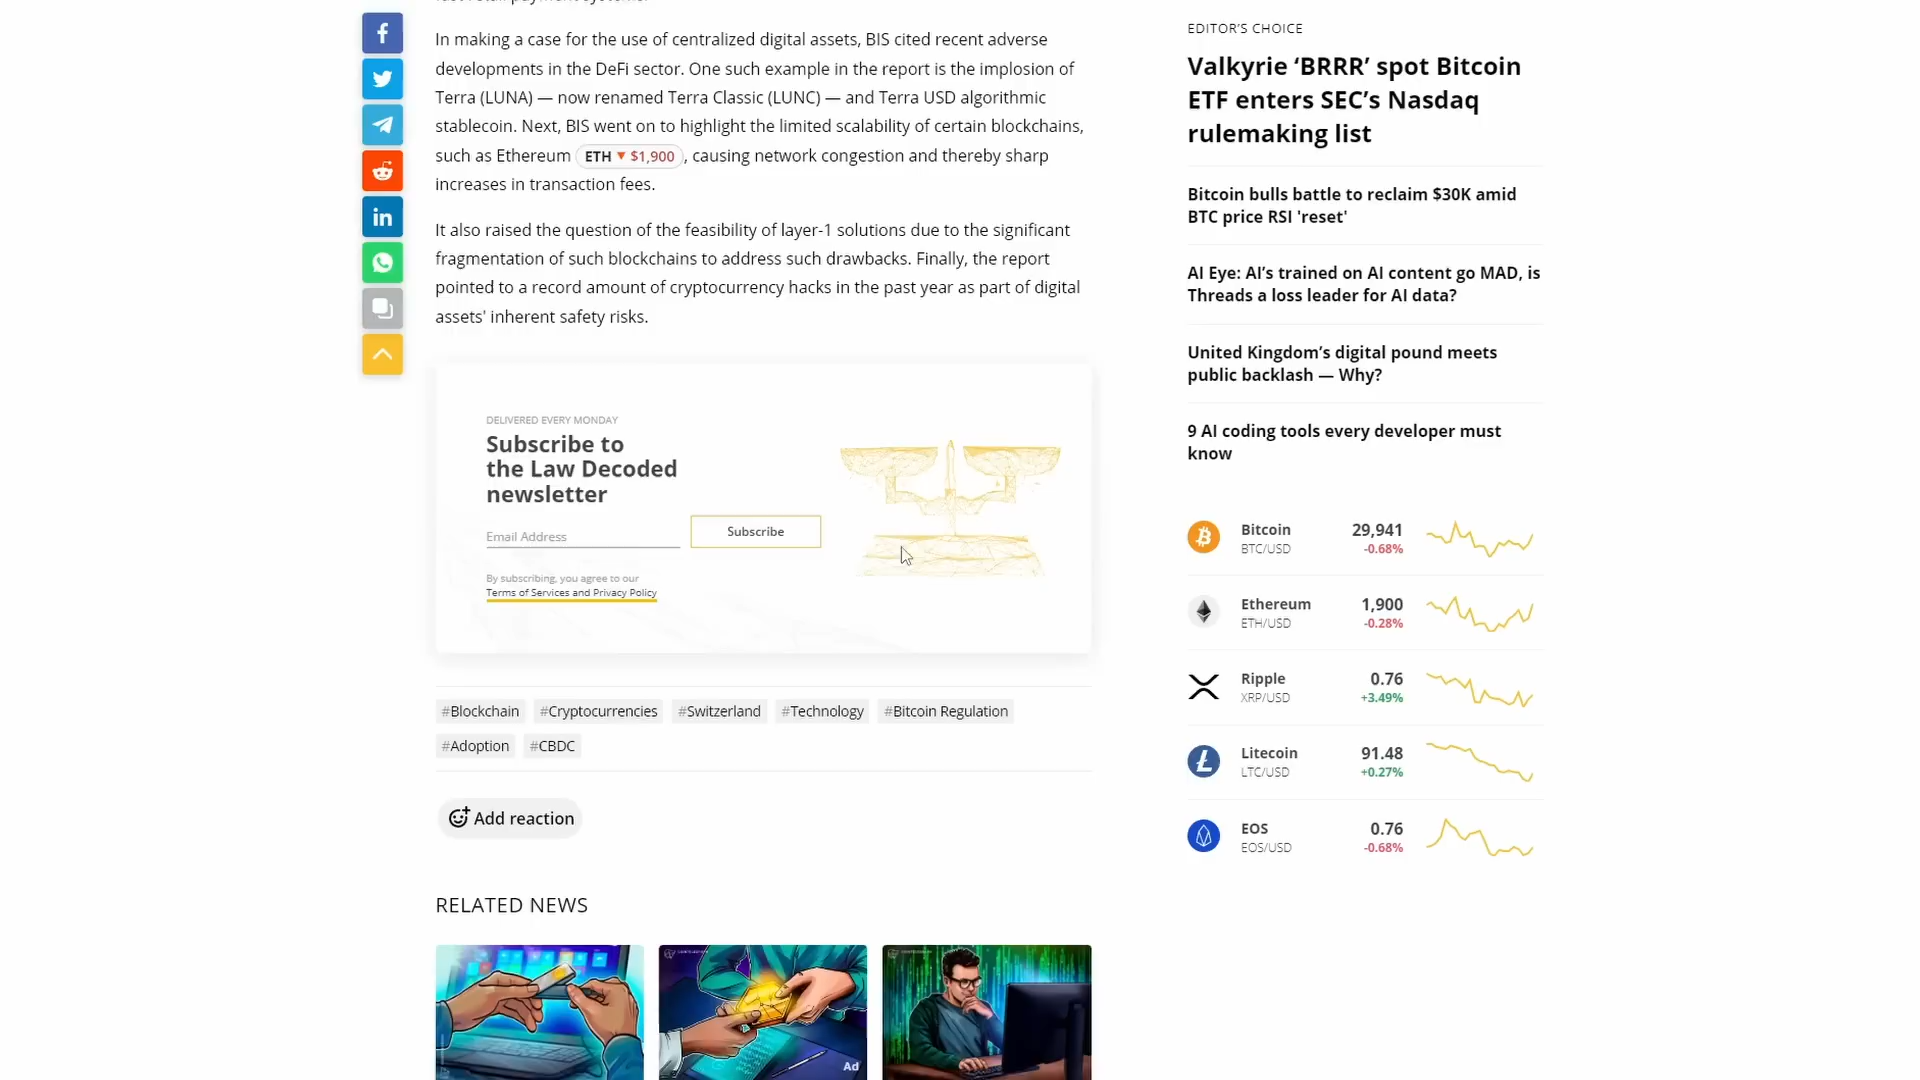 In making a case for the use of centralized digital assets, BIS cited recent adverse
developments in the DeFi sector. One such example in the report is the implosion of
Terra (LUNA) — now renamed Terra Classic (LUNC) — and Terra USD algorithmic
stablecoin. Next, BIS went on to highlight the limited scalability of certain blockchains,
such as Ethereum ETH ▼ $1,900, causing network congestion and thereby sharp
increases in transaction fees.
It also raised the question of the feasibility of layer-1 solutions due to the significant
fragmentation of such blockchains to address such drawbacks. Finally, the report
pointed to a record amount of cryptocurrency hacks in the past year as part of digital
assets' inherent safety risks.
DELIVERED EVERY MONDAY
Subscribe to
the Law Decoded
newsletter
Email Address
Subscribe
By subscribing, you agree to our
Terms of Services and Privacy Policy
#Blockchain #Cryptocurrencies #Switzerland #Technology #Bitcoin Regulation
#Adoption #CBDC
Add reaction
RELATED NEWS
Ad
EDITOR’S CHOICE
Valkyrie ‘BRRR’ spot Bitcoin
ETF enters SEC’s Nasdaq
rulemaking list
Bitcoin bulls battle to reclaim $30K amid
BTC price RSI 'reset'
AI Eye: AI’s trained on AI content go MAD, is
Threads a loss leader for AI data?
United Kingdom’s digital pound meets
public backlash — Why?
9 AI coding tools every developer must
know
Bitcoin 29,941
BTC/USD -0.68%
Ethereum 1,900
ETH/USD -0.28%
Ripple 0.76
XRP/USD +3.49%
Litecoin 91.48
LTC/USD +0.27%
EOS 0.76
EOS/USD -0.68%